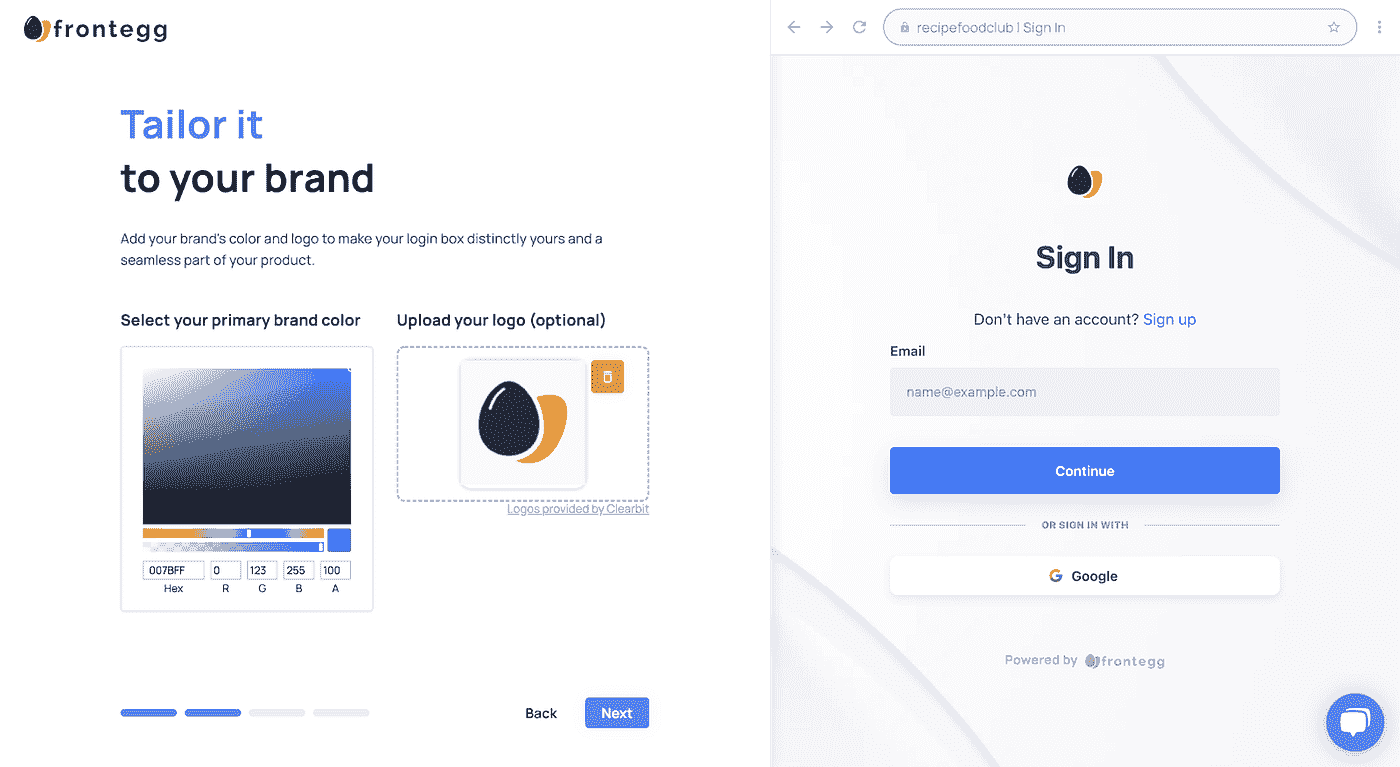 frontegg
Tailor it
to your brand
Add your brand's color and logo to make your login box distinctly yours and a
seamless part of your product.
Select your primary brand color
Upload your logo (optional)
Logos provided by Clearbit
007BFF 0 123 255 100
Hex R G B A
Back
Next
recipefoodclub | Sign In
Sign In
Don't have an account? Sign up
Email
name@example.com
Continue
OR SIGN IN WITH
Google
Powered by frontegg